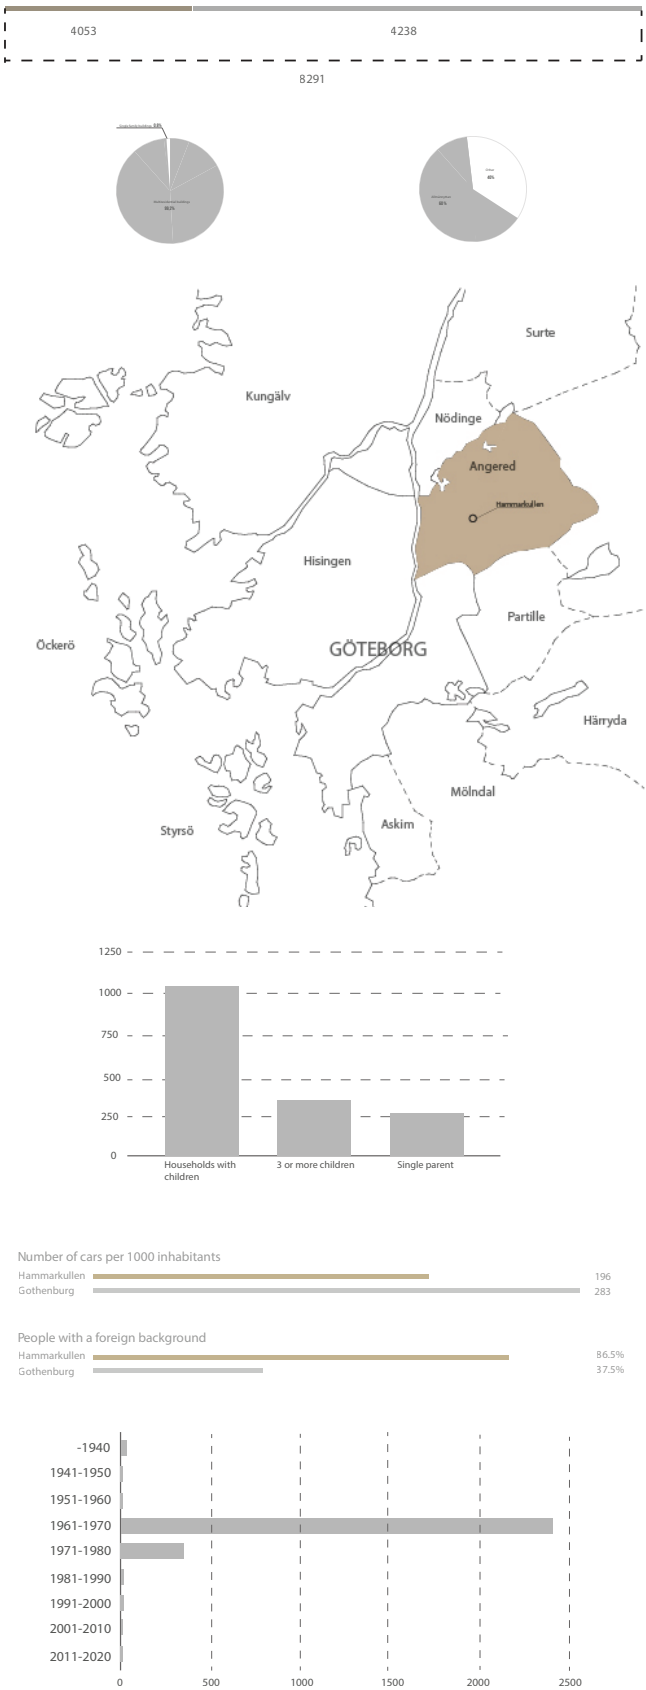 4053
4238
8291
Other
40%
60%
Surte
Kungälv
Nödinge
Angered
Hammarkullen
Hisingen
Partille
Öckerö
GÖTEBORG
Härryda
Mölndal
Styrsö
Askim
1250
1000
750
500
250
0
Households with
children
3 or more children
Single parent
Number of cars per 1000 inhabitants
Hammarkullen 196
Gothenburg 283
People with a foreign background
Hammarkullen 86.5%
Gothenburg 37.5%
-1940
1941-1950
1951-1960
1961-1970
1971-1980
1981-1990
1991-2000
2001-2010
2011-2020
0 500 1000 1500 2000 2500